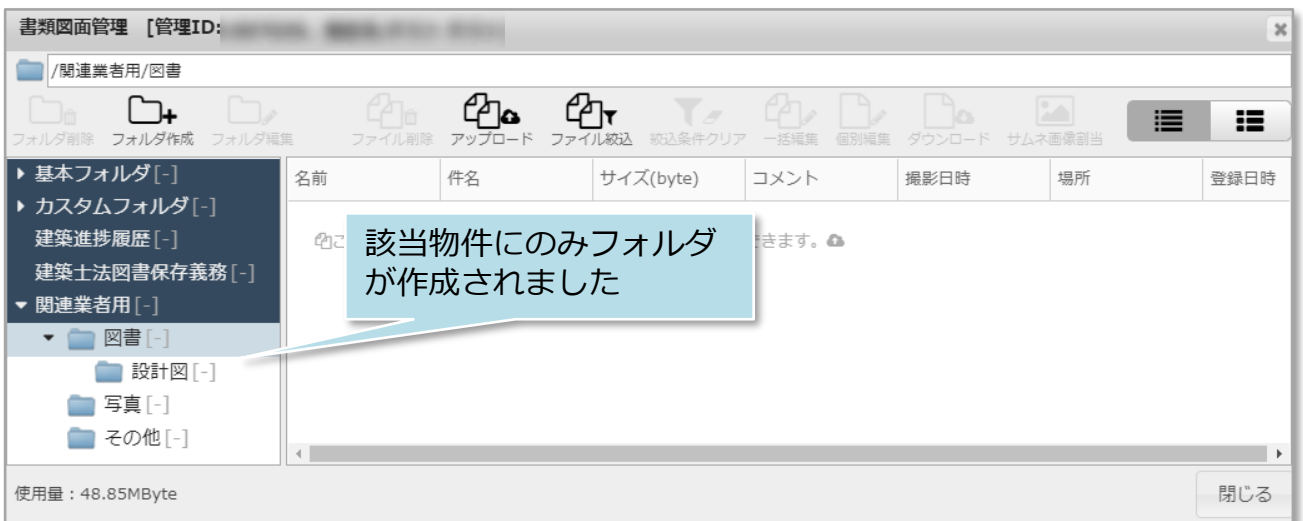 書類図面管理 [管理ID:
/関連業者用/図書
フォルダ削除 フォルダ作成 フォルダ編集 ファイル削除 アップロード ファイル絞込 絞込条件クリア 一括編集 個別編集 ダウンロード サムネ画像割当
基本フォルダ[-]
カスタムフォルダ[-]
建築進捗履歴[-]
建築士法図書保存義務[-]
関連業者用[-]
図書[-]
設計図[-]
写真[-]
その他[-]
名前 件名 サイズ(byte) コメント 撮影日時 場所 登録日時
こ
きます。
該当物件にのみフォルダ
が作成されました
使用量：48.85MByte
閉じる